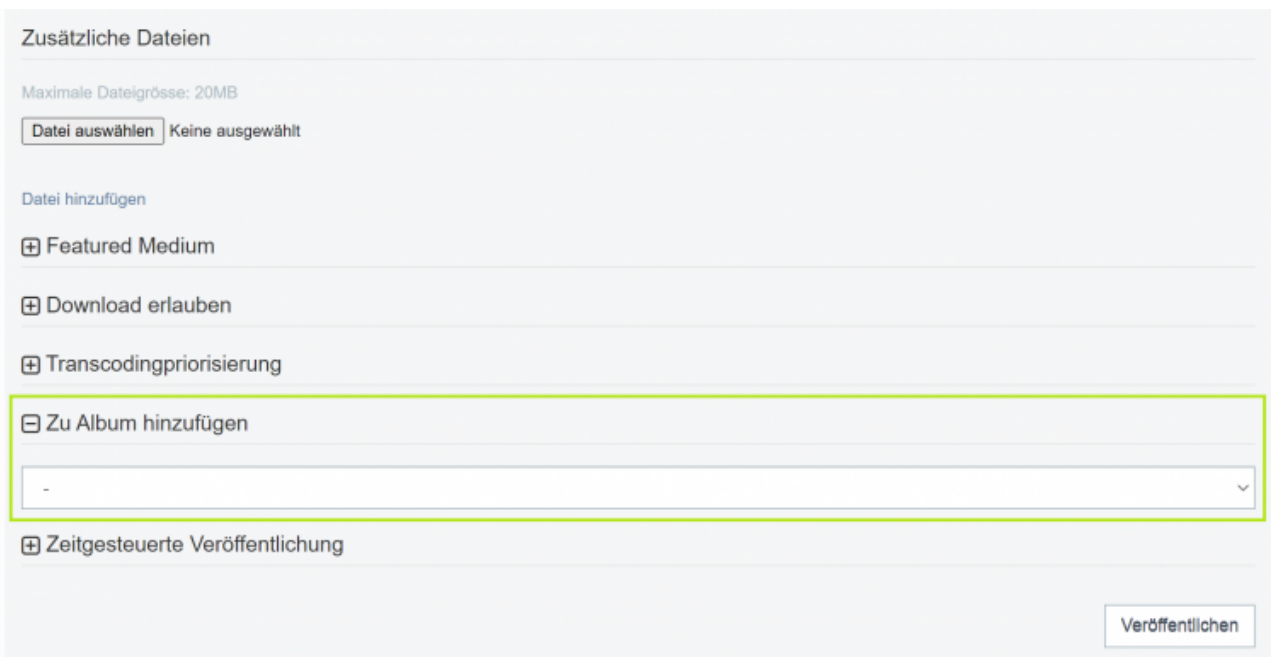 Zusätzliche Dateien
Maximale Dateigrösse: 20MB
Datei auswählen Keine ausgewählt
Datei hinzufügen
Featured Medium
Download erlauben
Transcodingpriorisierung
Zu Album hinzufügen
-
Zeitgesteuerte Veröffentlichung
Veröffentlichen